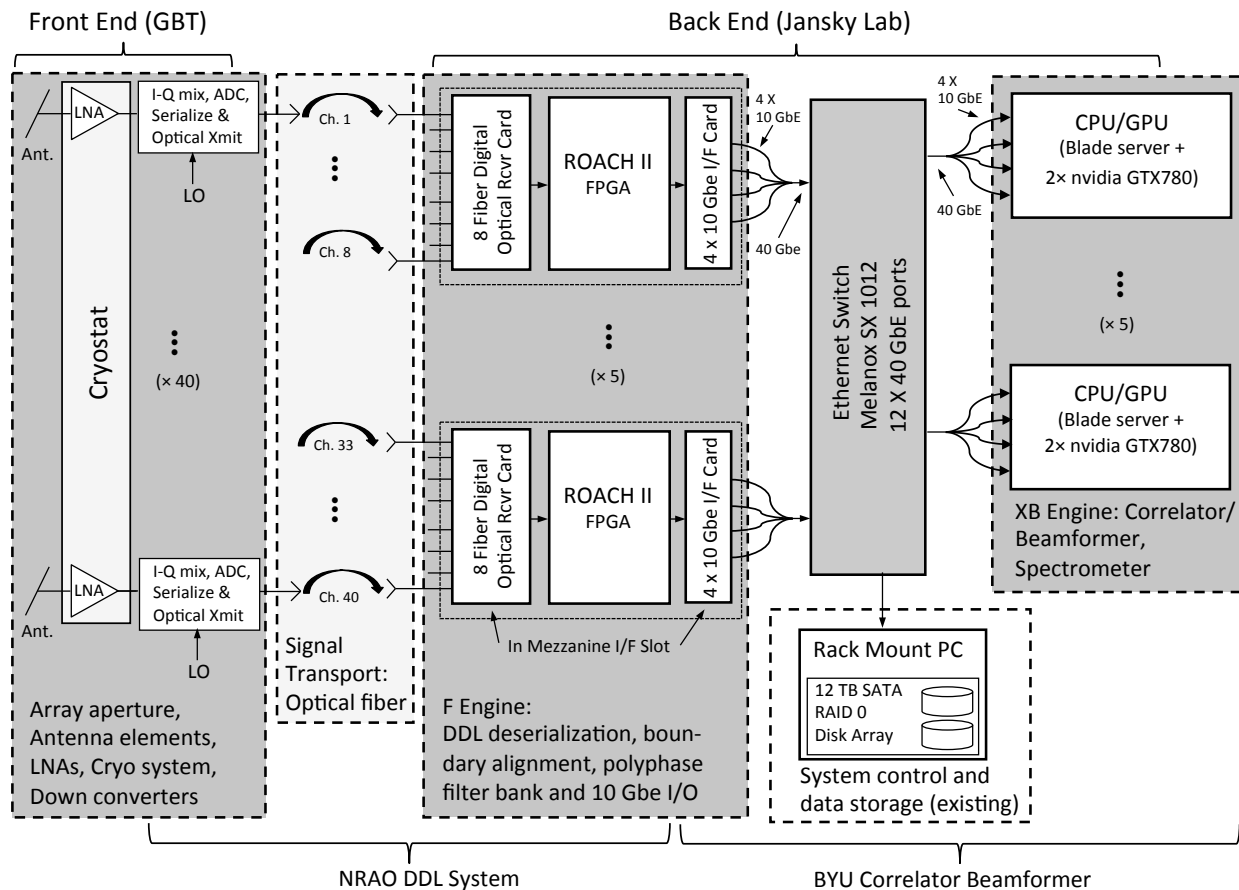 Front End (GBT)
Back End (Jansky Lab)
LNA
I-Q mix, ADC,
Serialize &
Optical Xmit
Ant.
LO
Cryostat
(× 40)
LNA
I-Q mix, ADC,
Serialize &
Optical Xmit
Ant.
LO
Array aperture,
Antenna elements,
LNAs, Cryo system,
Down converters
Ch. 1
Ch. 8
Ch. 33
Ch. 40
Signal
Transport:
Optical fiber
8 Fiber Digital
Optical Rcvr Card
ROACH II
FPGA
4 x 10 Gbe I/F Card
(× 5)
8 Fiber Digital
Optical Rcvr Card
ROACH II
FPGA
4 x 10 Gbe I/F Card
In Mezzanine I/F Slot
F Engine:
DDL deserialization, boun-
dary alignment, polyphase
filter bank and 10 Gbe I/O
4 X
10 GbE
40 Gbe
Ethernet Switch
Melanox SX 1012
12 X 40 GbE ports
4 X
10 GbE
40 GbE
CPU/GPU
(Blade server +
2× nvidia GTX780)
(× 5)
CPU/GPU
(Blade server +
2× nvidia GTX780)
XB Engine: Correlator/
Beamformer,
Spectrometer
Rack Mount PC
12 TB SATA
RAID 0
Disk Array
System control and
data storage (existing)
NRAO DDL System
BYU Correlator Beamformer